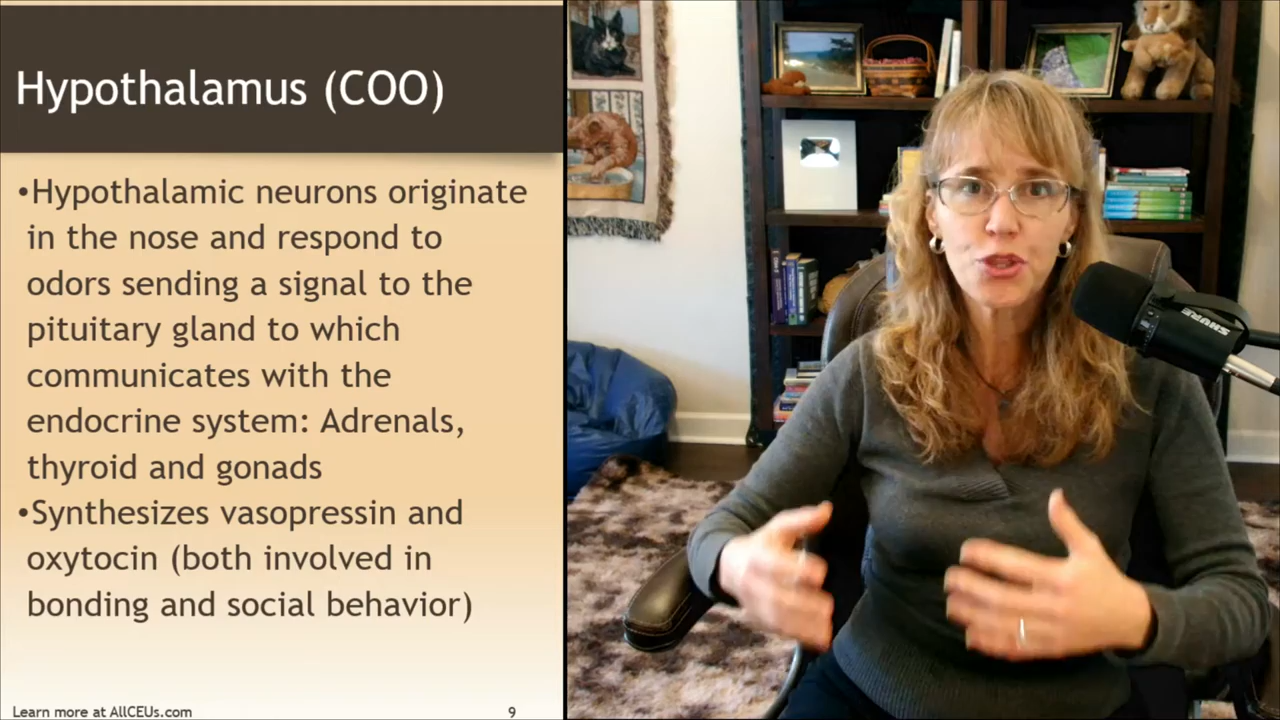 Hypothalamus (COO)
•Hypothalamic neurons originate
in the nose and respond to
odors sending a signal to the
pituitary gland to which
communicates with the
endocrine system: Adrenals,
thyroid and gonads
•Synthesizes vasopressin and
oxytocin (both involved in
bonding and social behavior)
Learn more at AllCEUs.com
9
SHURE